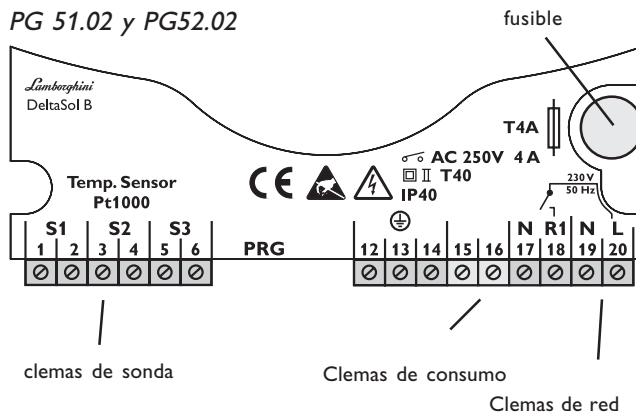 PG 51.02 y PG52.02
fusible
Lamborghini
DeltaSol B
T4A
AC 250V 4 A
T40
IP40
Temp. Sensor
Pt1000
CE
230 V
50 Hz
S1 S2 S3
N R1 N L
1 2 3 4 5 6 PRG 12 13 14 15 16 17 18 19 20
clemas de sonda
Clemas de consumo
Clemas de red